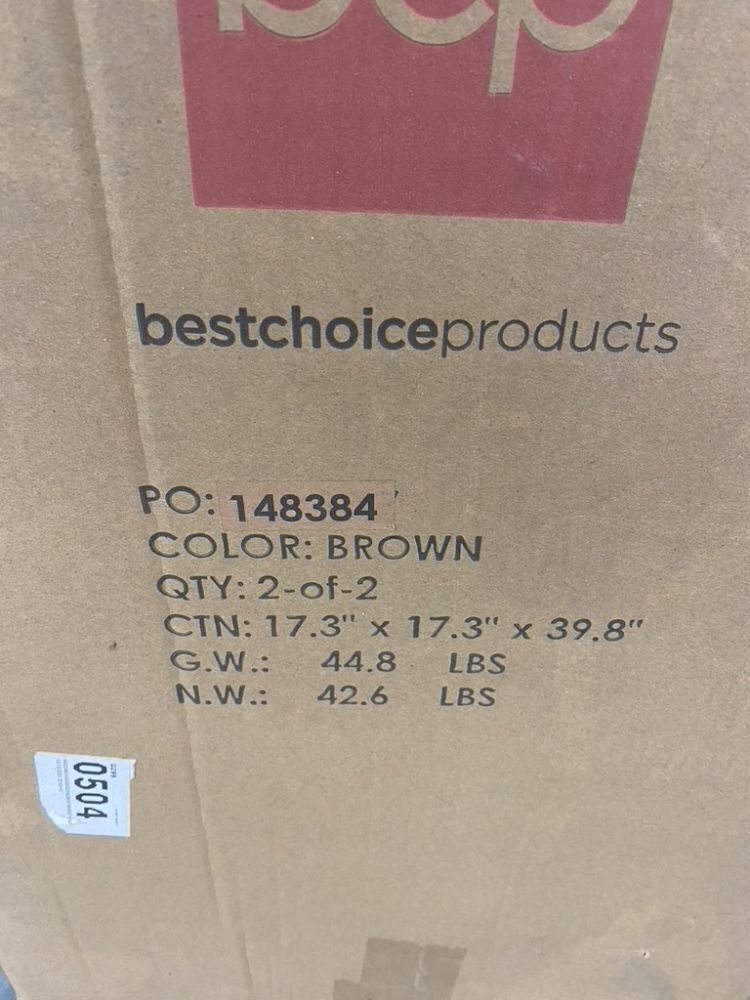 bcp
bestchoiceproducts
PO: 148384
COLOR: BROWN
QTY: 2-of-2
CTN: 17.3" x 17.3" x 39.8"
G.W.: 44.8 LBS
N.W.: 42.6 LBS
0504